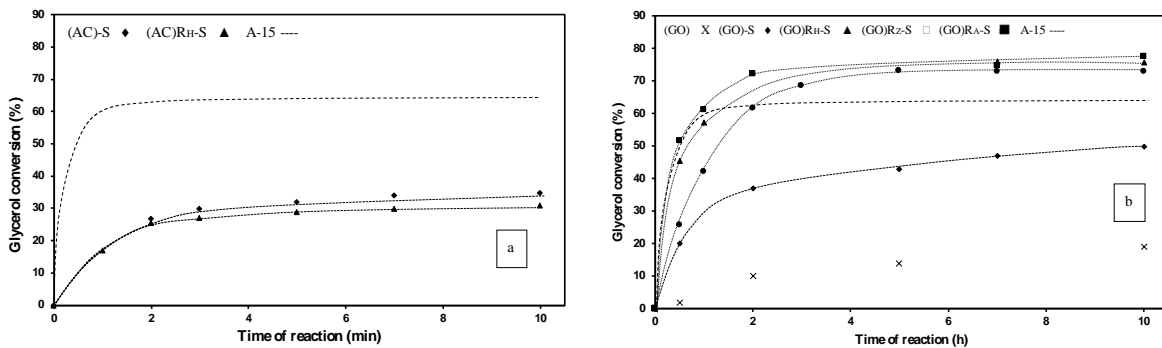 (AC)-S ♦ (AC)RH-S ▲ A-15 ----
90
80
70
60
50
40
30
20
10
0
Glycerol conversion (%)
0 2 4 6 8 10
Time of reaction (min)
a
(GO) X (GO)-S ♦ (GO)RH-S ▲ (GO)RZ-S □ (GO)RA-S ■ A-15 ----
90
80
70
60
50
40
30
20
10
0
Glycerol conversion (%)
0 2 4 6 8 10
Time of reaction (h)
b